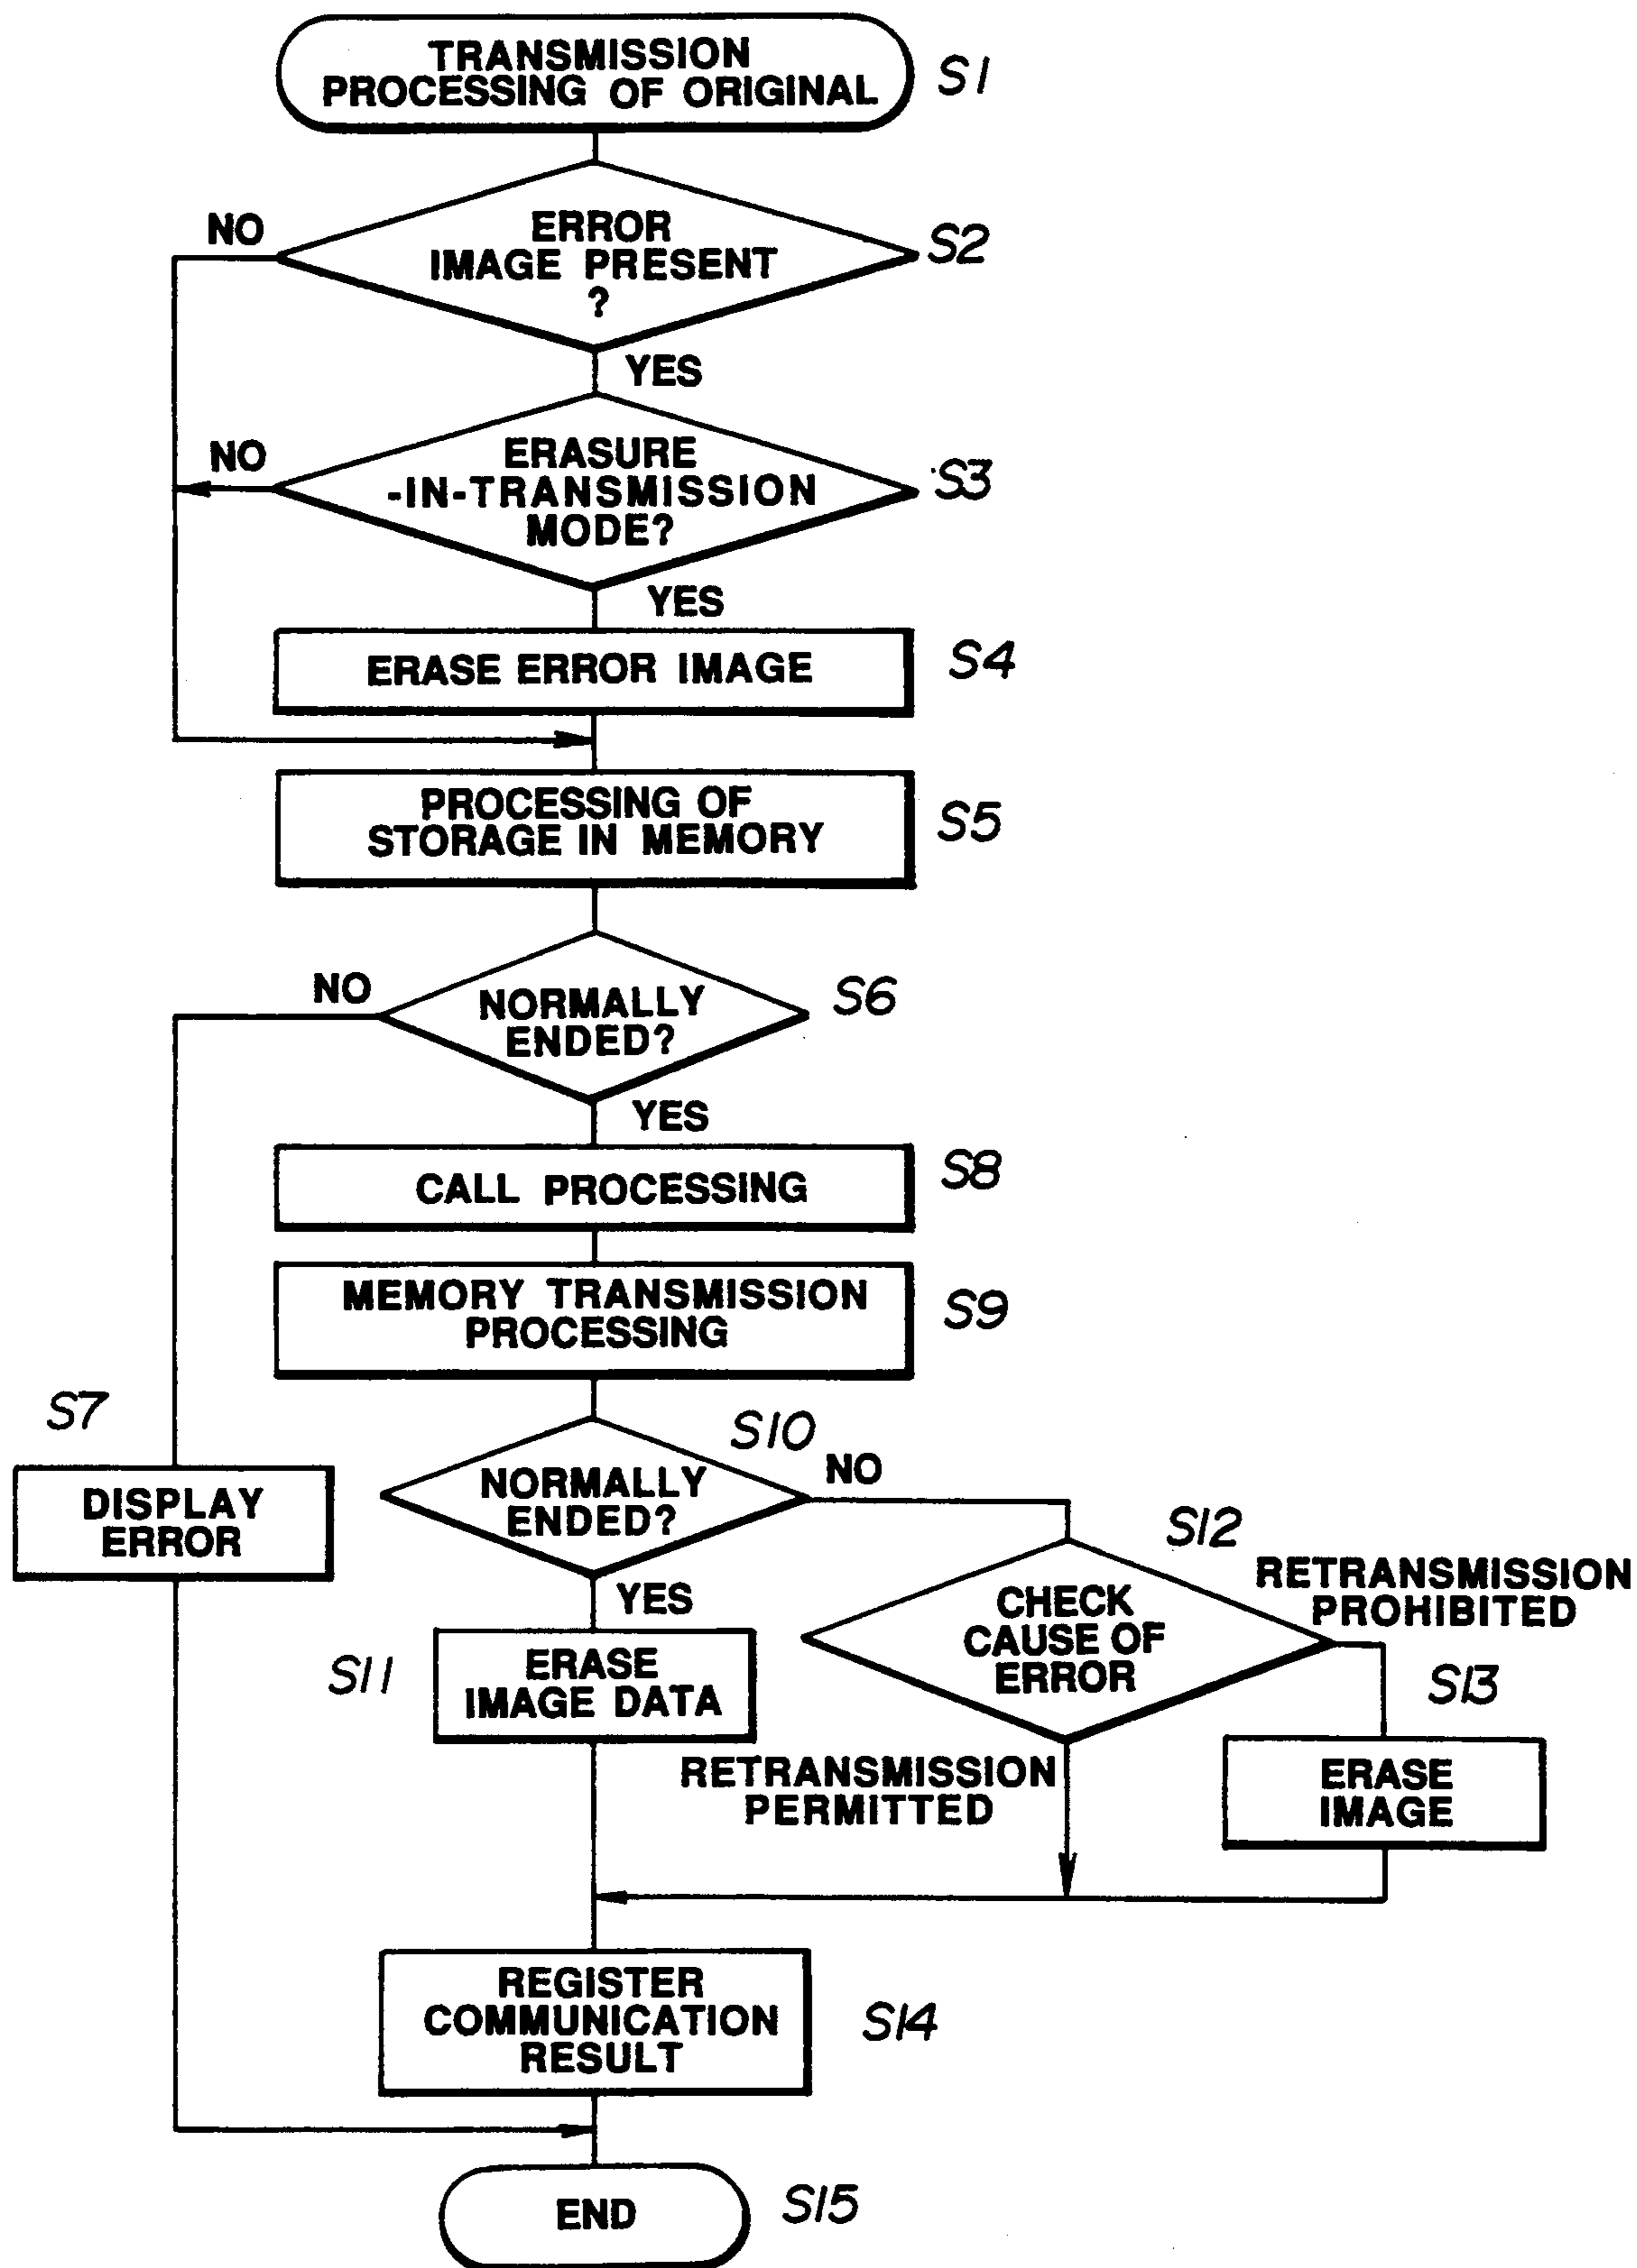 TRANSMISSION
PROCESSING OF ORIGINAL
S1
NO
ERROR
IMAGE PRESENT
?
S2
YES
NO
ERASURE
-IN-TRANSMISSION
MODE?
S3
YES
ERASE ERROR IMAGE
S4
PROCESSING OF
STORAGE IN MEMORY
S5
NO
NORMALLY
ENDED?
S6
YES
CALL PROCESSING
S8
MEMORY TRANSMISSION
PROCESSING
S9
S7
DISPLAY
ERROR
S10
NORMALLY
ENDED?
NO
YES
S12
CHECK
CAUSE OF
ERROR
RETRANSMISSION
PROHIBITED
S11
ERASE
IMAGE DATA
S13
RETRANSMISSION
PERMITTED
ERASE
IMAGE
REGISTER
COMMUNICATION
RESULT
S14
END
S15